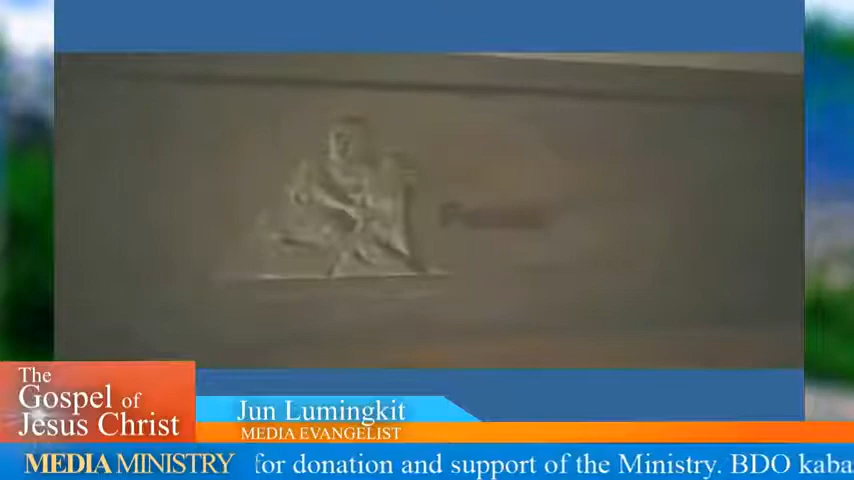 The
Gospel of
Jesus Christ
Jun Lumingkit
MEDIA EVANGELIST
MEDIA MINISTRY
for donation and support of the Ministry. BDO kaba